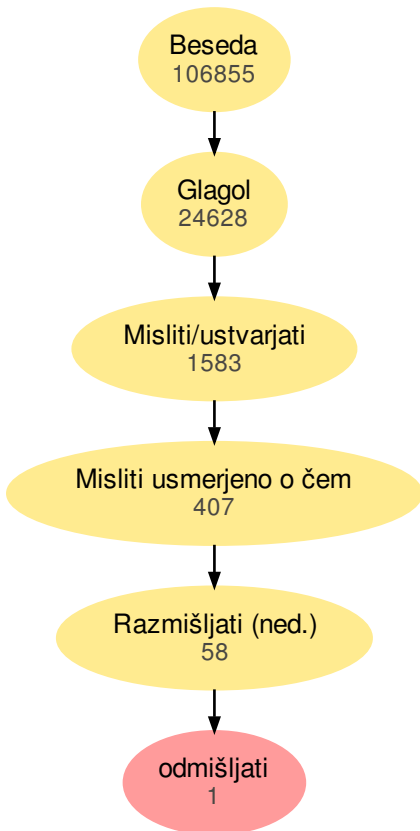 Beseda
106855
Glagol
24628
Misliti/ustvarjati
1583
Misliti usmerjeno o čem
407
Razmišljati (ned.)
58
odmišljati
1